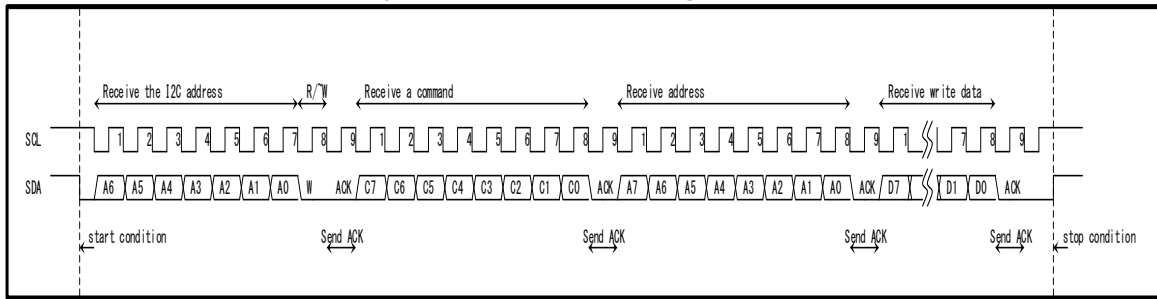 Receive the I2C address R/~W Receive a command Receive address Receive write data
SCL 1 2 3 4 5 6 7 8 9 1 2 3 4 5 6 7 8 9 1 2 3 4 5 6 7 8 9 1 7 8 9
SDA A6 A5 A4 A3 A2 A1 A0 W ACK C7 C6 C5 C4 C3 C2 C1 C0 ACK A7 A6 A5 A4 A3 A2 A1 A0 ACK D7 D1 D0 ACK
start condition Send ACK Send ACK Send ACK Send ACK stop condition